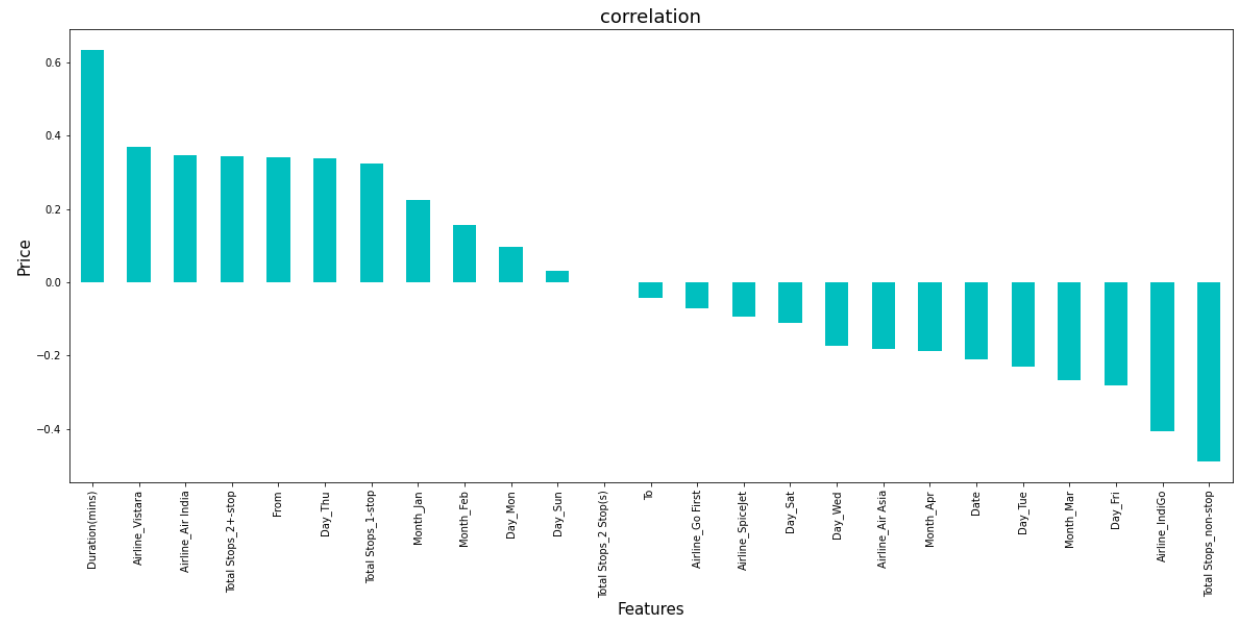 correlation
Price
0.6
0.4
0.2
0.0
−0.2
−0.4
Duration(mins)
Airline_Vistara
Airline_Air India
Total Stops_2+-stop
From
Day_Thu
Total Stops_1-stop
Month_Jan
Month_Feb
Day_Mon
Day_Sun
Total Stops_2 Stop(s)
To
Airline_Go First
Airline_SpiceJet
Day_Sat
Day_Wed
Airline_Air Asia
Month_Apr
Date
Day_Tue
Month_Mar
Day_Fri
Airline_IndiGo
Total Stops_non-stop
Features